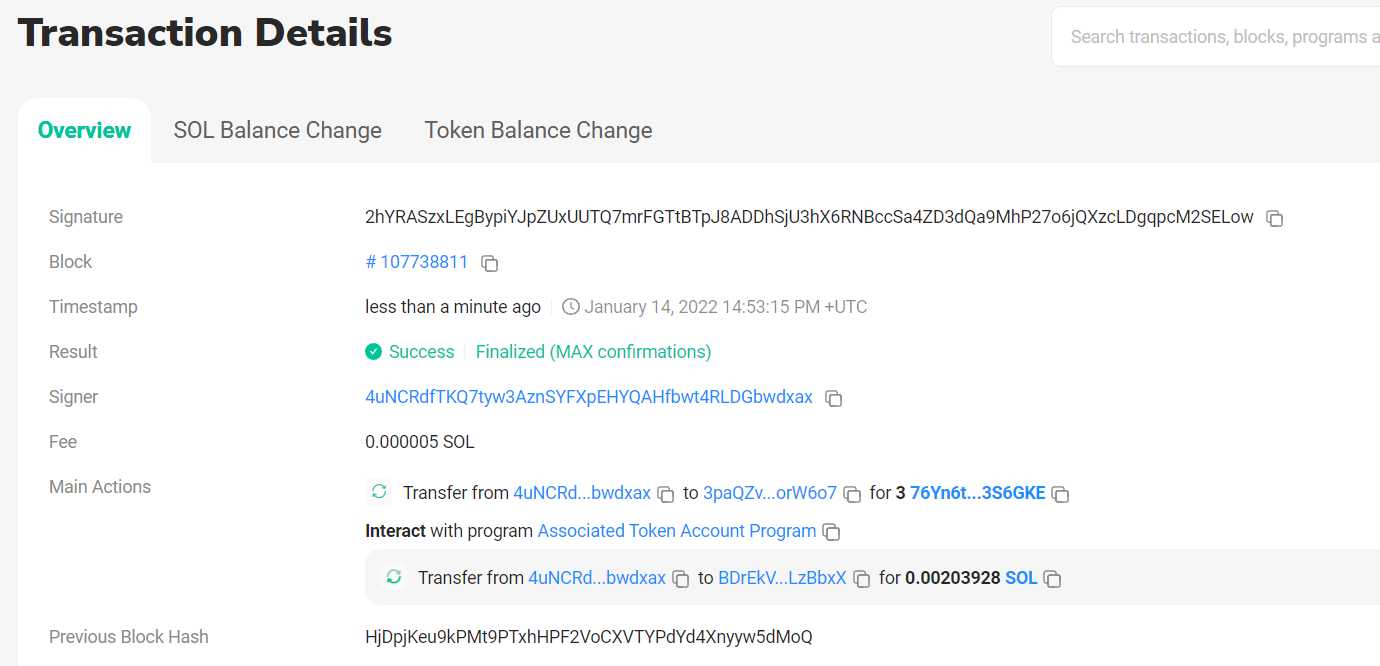 Transaction Details
Search transactions, blocks, programs a
Overview SOL Balance Change Token Balance Change
Signature 2hYRASzxLEgBypiYJpZUxUUTQ7mrFGTtBTpJ8ADDhSjU3hX6RNBccSa4ZD3dQa9MhP27o6jQXzcLDgqpcM2SELow
Block # 107738811
Timestamp less than a minute ago January 14, 2022 14:53:15 PM +UTC
Result Success Finalized (MAX confirmations)
Signer 4uNCRdfTKQ7tyw3AznSYFXpEHYQAHfbwt4RLDGbwdxax
Fee 0.000005 SOL
Main Actions Transfer from 4uNCRd...bwdxax to 3paQZv...orW6o7 for 3 76Yn6t...3S6GKE
Interact with program Associated Token Account Program
Transfer from 4uNCRd...bwdxax to BDrEkV...LzBbxX for 0.00203928 SOL
Previous Block Hash HjDpjKeu9kPMt9PTxhHPF2VoCXVTYPdYd4Xnyyw5dMoQ